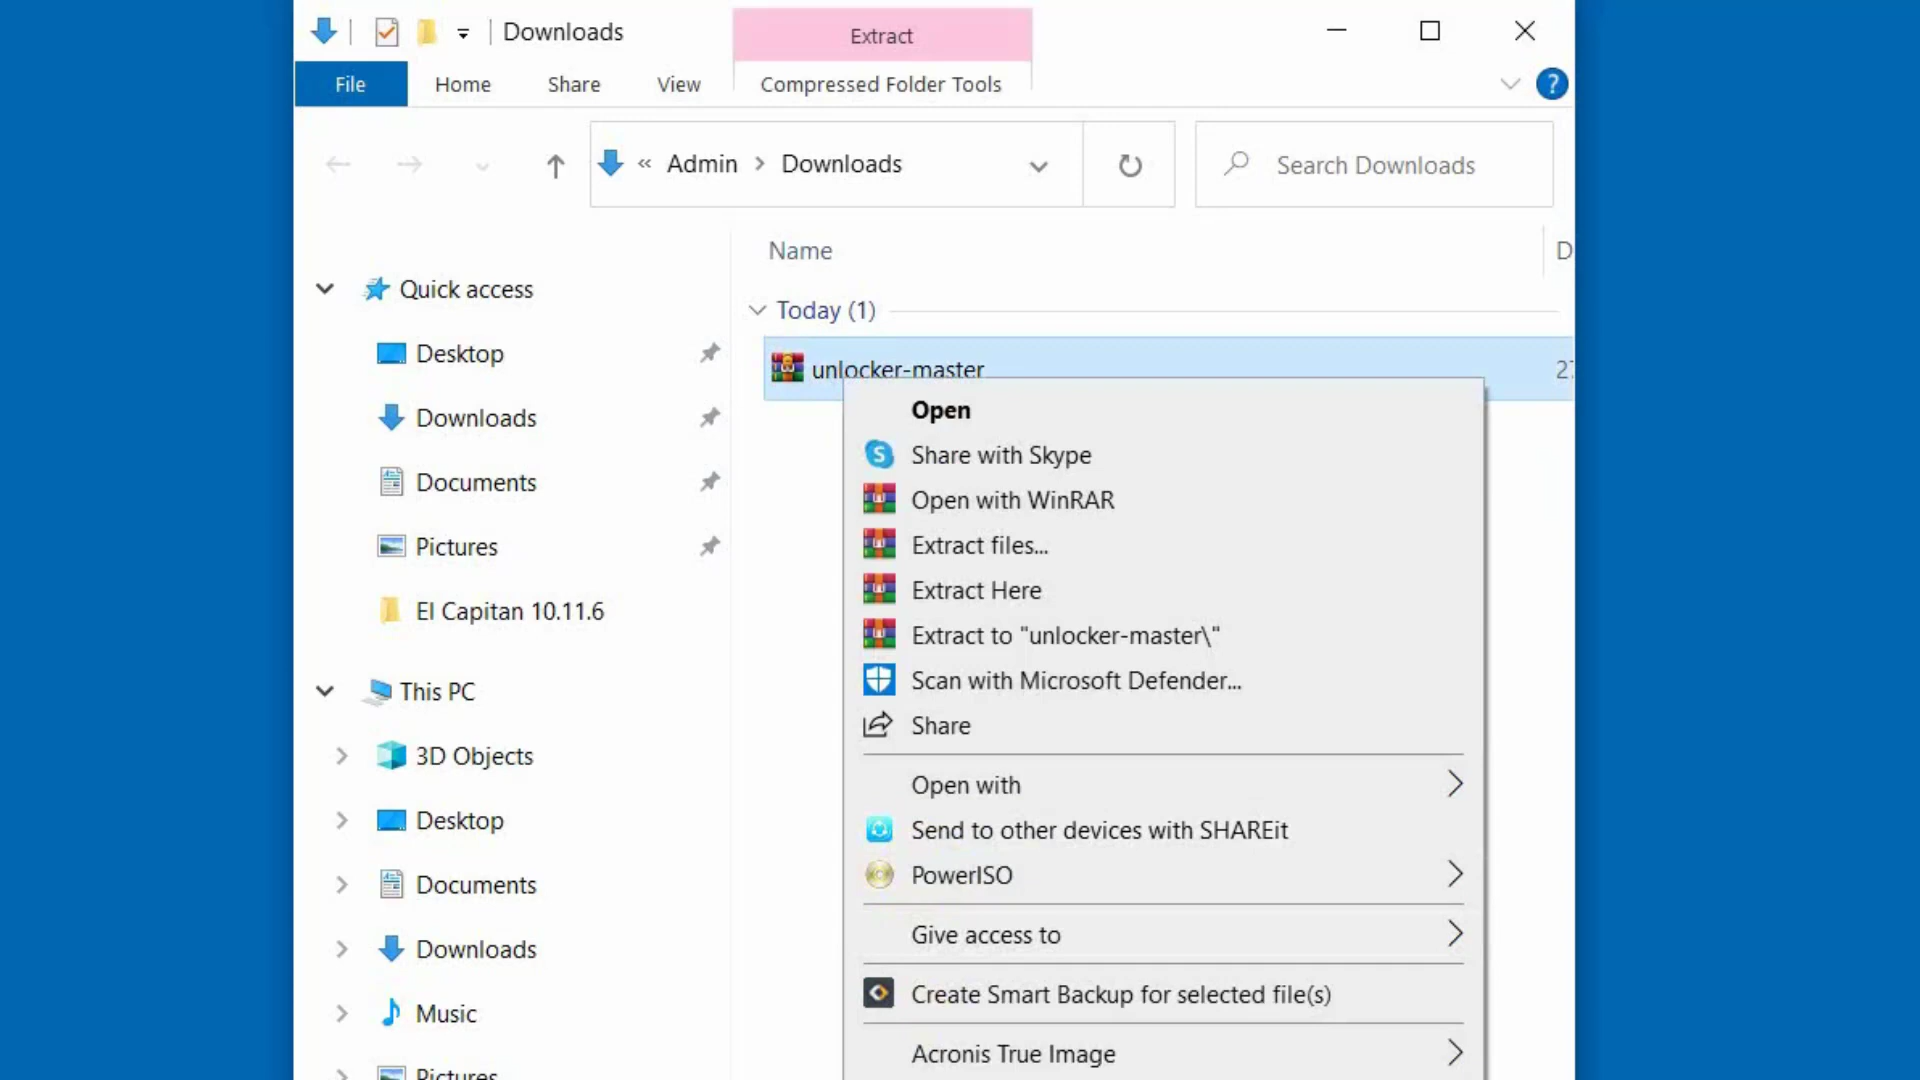 Downloads
Extract
File
Home
Share
View
Compressed Folder Tools
?
« Admin > Downloads
Search Downloads
Name
D
Quick access
Today (1)
Desktop
unlocker-master
27
Downloads
Documents
Pictures
El Capitan 10.11.6
This PC
3D Objects
Desktop
Documents
Downloads
Music
Pictures
Open
Share with Skype
Open with WinRAR
Extract files...
Extract Here
Extract to "unlocker-master\"
Scan with Microsoft Defender...
Share
Open with
Send to other devices with SHAREit
PowerISO
Give access to
Create Smart Backup for selected file(s)
Acronis True Image